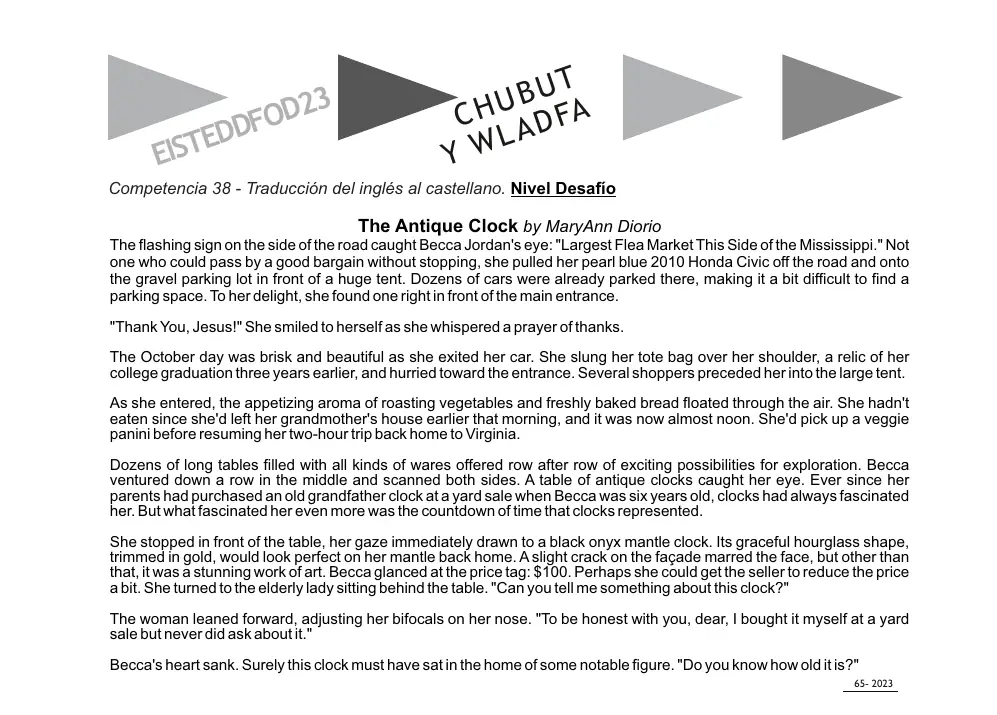 EISTEDDFOD23
CHUBUT
Y WLADFA
Competencia 38 - Traducción del inglés al castellano. Nivel Desafío
The Antique Clock by MaryAnn Diorio
The flashing sign on the side of the road caught Becca Jordan's eye: "Largest Flea Market This Side of the Mississippi." Not
one who could pass by a good bargain without stopping, she pulled her pearl blue 2010 Honda Civic off the road and onto
the gravel parking lot in front of a huge tent. Dozens of cars were already parked there, making it a bit difficult to find a
parking space. To her delight, she found one right in front of the main entrance.
"Thank You, Jesus!" She smiled to herself as she whispered a prayer of thanks.
The October day was brisk and beautiful as she exited her car. She slung her tote bag over her shoulder, a relic of her
college graduation three years earlier, and hurried toward the entrance. Several shoppers preceded her into the large tent.
As she entered, the appetizing aroma of roasting vegetables and freshly baked bread floated through the air. She hadn't
eaten since she'd left her grandmother's house earlier that morning, and it was now almost noon. She'd pick up a veggie
panini before resuming her two-hour trip back home to Virginia.
Dozens of long tables filled with all kinds of wares offered row after row of exciting possibilities for exploration. Becca
ventured down a row in the middle and scanned both sides. A table of antique clocks caught her eye. Ever since her
parents had purchased an old grandfather clock at a yard sale when Becca was six years old, clocks had always fascinated
her. But what fascinated her even more was the countdown of time that clocks represented.
She stopped in front of the table, her gaze immediately drawn to a black onyx mantle clock. Its graceful hourglass shape,
trimmed in gold, would look perfect on her mantle back home. A slight crack on the façade marred the face, but other than
that, it was a stunning work of art. Becca glanced at the price tag: $100. Perhaps she could get the seller to reduce the price
a bit. She turned to the elderly lady sitting behind the table. "Can you tell me something about this clock?"
The woman leaned forward, adjusting her bifocals on her nose. "To be honest with you, dear, I bought it myself at a yard
sale but never did ask about it."
Becca's heart sank. Surely this clock must have sat in the home of some notable figure. "Do you know how old it is?"
65- 2023